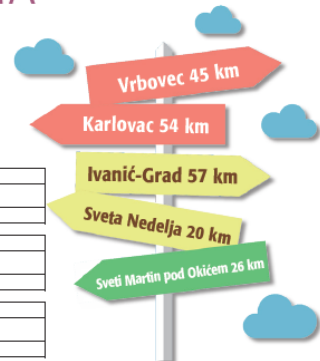 Vrbovec 45 km
Karlovac 54 km
Ivanić-Grad 57 km
Sveta Nedelja 20 km
Sveti Martin pod Okićem 26 km